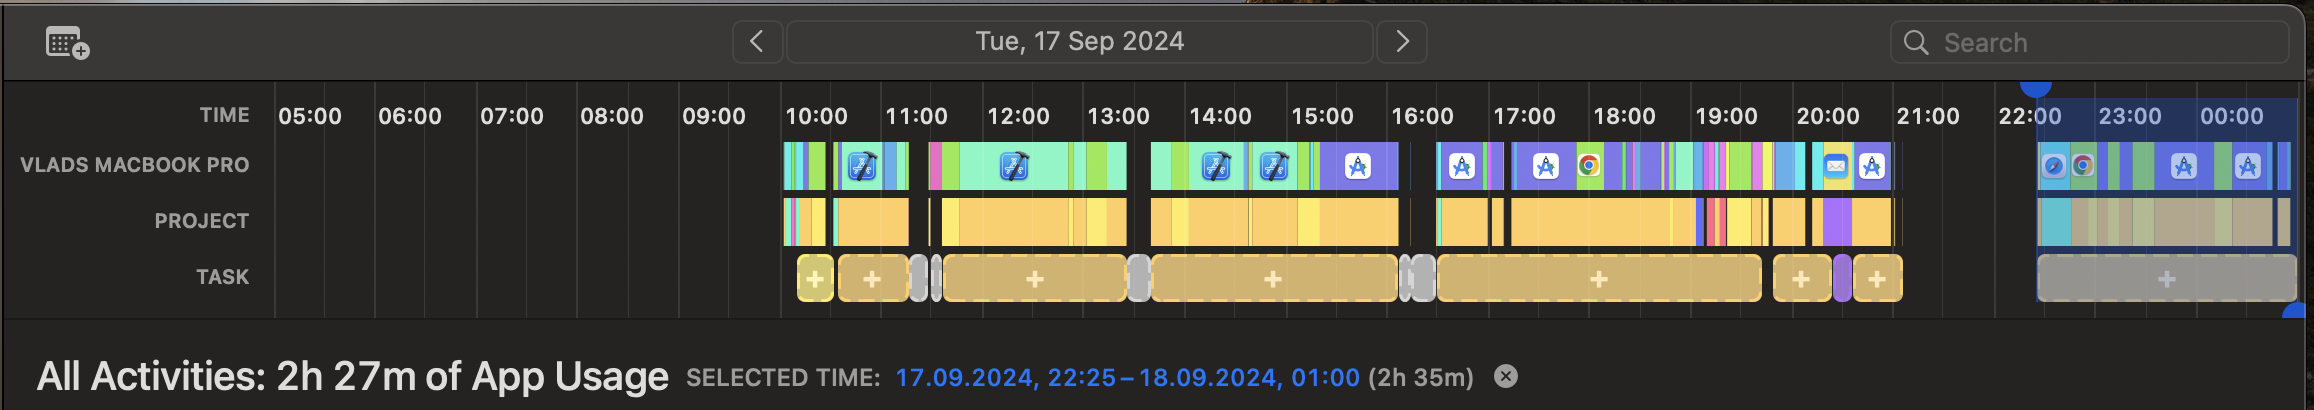 Tue, 17 Sep 2024
Search
TIME 05:00 06:00 07:00 08:00 09:00 10:00 11:00 12:00 13:00 14:00 15:00 16:00 17:00 18:00 19:00 20:00 21:00 22:00 23:00 00:00
VLADS MACBOOK PRO
PROJECT
TASK
All Activities: 2h 27m of App Usage SELECTED TIME: 17.09.2024, 22:25 – 18.09.2024, 01:00 (2h 35m)